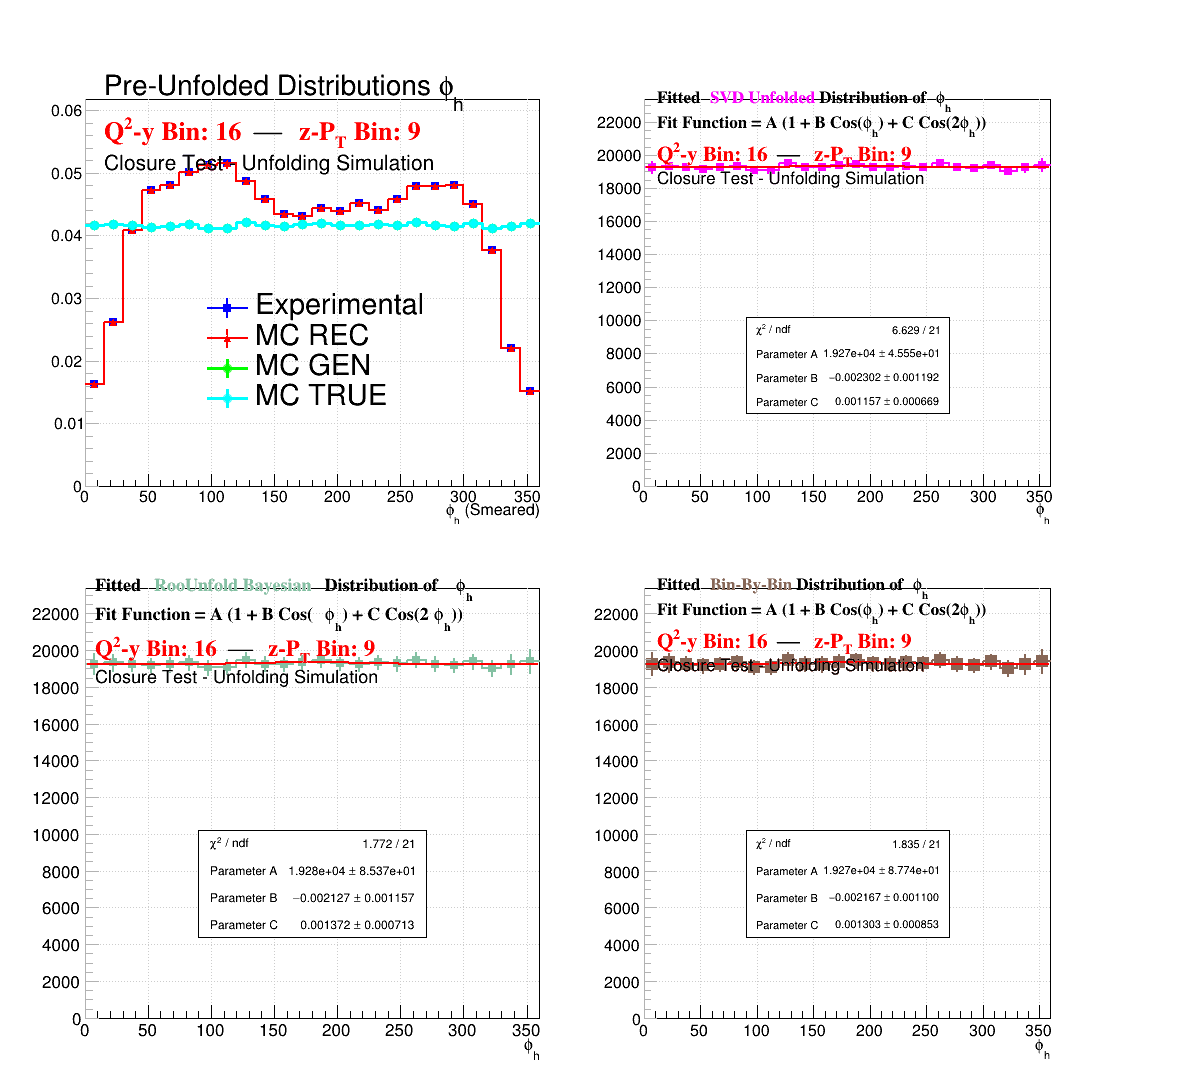 Pre-Unfolded Distributions ϕh
Q²-y Bin: 16 — z-PT Bin: 9
Closure Test - Unfolding Simulation
0.06
0.05
0.04
0.03
0.02
0.01
0
Experimental
MC REC
MC GEN
MC TRUE
0 50 100 150 200 250 300 350
ϕh (Smeared)
Fitted SVD Unfolded Distribution of ϕh
Fit Function = A (1 + B Cos(ϕh) + C Cos(2ϕh))
Q²-y Bin: 16 — z-PT Bin: 9
Closure Test - Unfolding Simulation
22000
20000
18000
16000
14000
12000
10000
8000
6000
4000
2000
0
χ² / ndf 6.629 / 21
Parameter A 1.927e+04 ± 4.555e+01
Parameter B −0.002302 ± 0.001192
Parameter C 0.001157 ± 0.000669
0 50 100 150 200 250 300 350
ϕh
Fitted RooUnfold Bayesian Distribution of ϕh
Fit Function = A (1 + B Cos( ϕh) + C Cos(2 ϕh))
Q²-y Bin: 16 — z-PT Bin: 9
Closure Test - Unfolding Simulation
22000
20000
18000
16000
14000
12000
10000
8000
6000
4000
2000
0
χ² / ndf 1.772 / 21
Parameter A 1.928e+04 ± 8.537e+01
Parameter B −0.002127 ± 0.001157
Parameter C 0.001372 ± 0.000713
0 50 100 150 200 250 300 350
ϕh
Fitted Bin-By-Bin Distribution of ϕh
Fit Function = A (1 + B Cos(ϕh) + C Cos(2ϕh))
Q²-y Bin: 16 — z-PT Bin: 9
Closure Test - Unfolding Simulation
22000
20000
18000
16000
14000
12000
10000
8000
6000
4000
2000
0
χ² / ndf 1.835 / 21
Parameter A 1.927e+04 ± 8.774e+01
Parameter B −0.002167 ± 0.001100
Parameter C 0.001303 ± 0.000853
0 50 100 150 200 250 300 350
ϕh